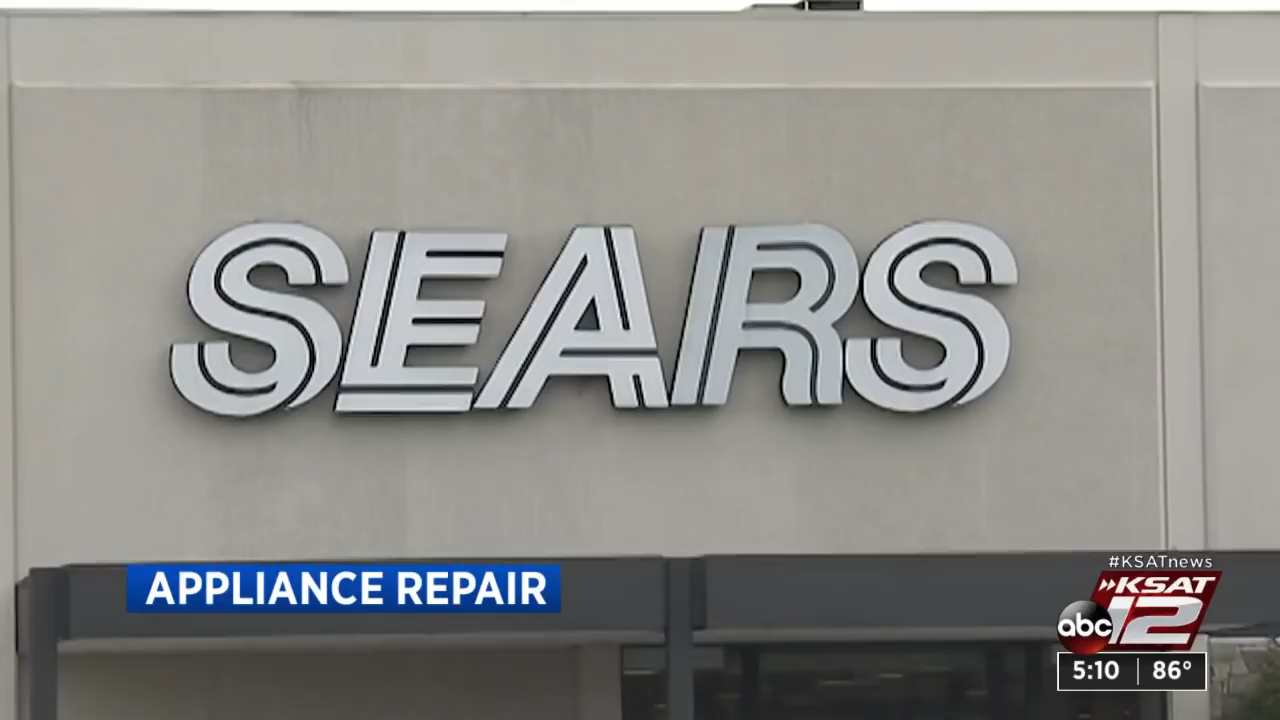 SEARS
APPLIANCE REPAIR
#KSATnews
KSAT
abc 12
5:10 86°